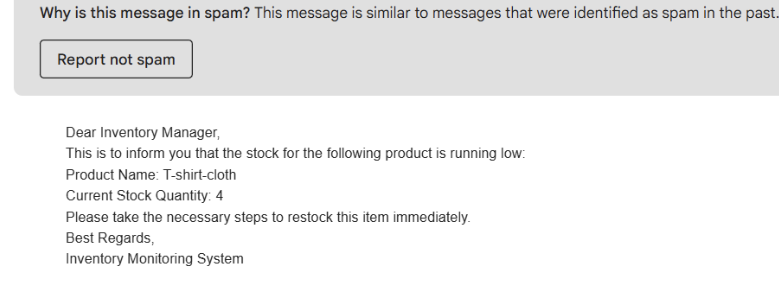 Why is this message in spam? This message is similar to messages that were identified as spam in the past.
Report not spam
Dear Inventory Manager,
This is to inform you that the stock for the following product is running low:
Product Name: T-shirt-cloth
Current Stock Quantity: 4
Please take the necessary steps to restock this item immediately.
Best Regards,
Inventory Monitoring System